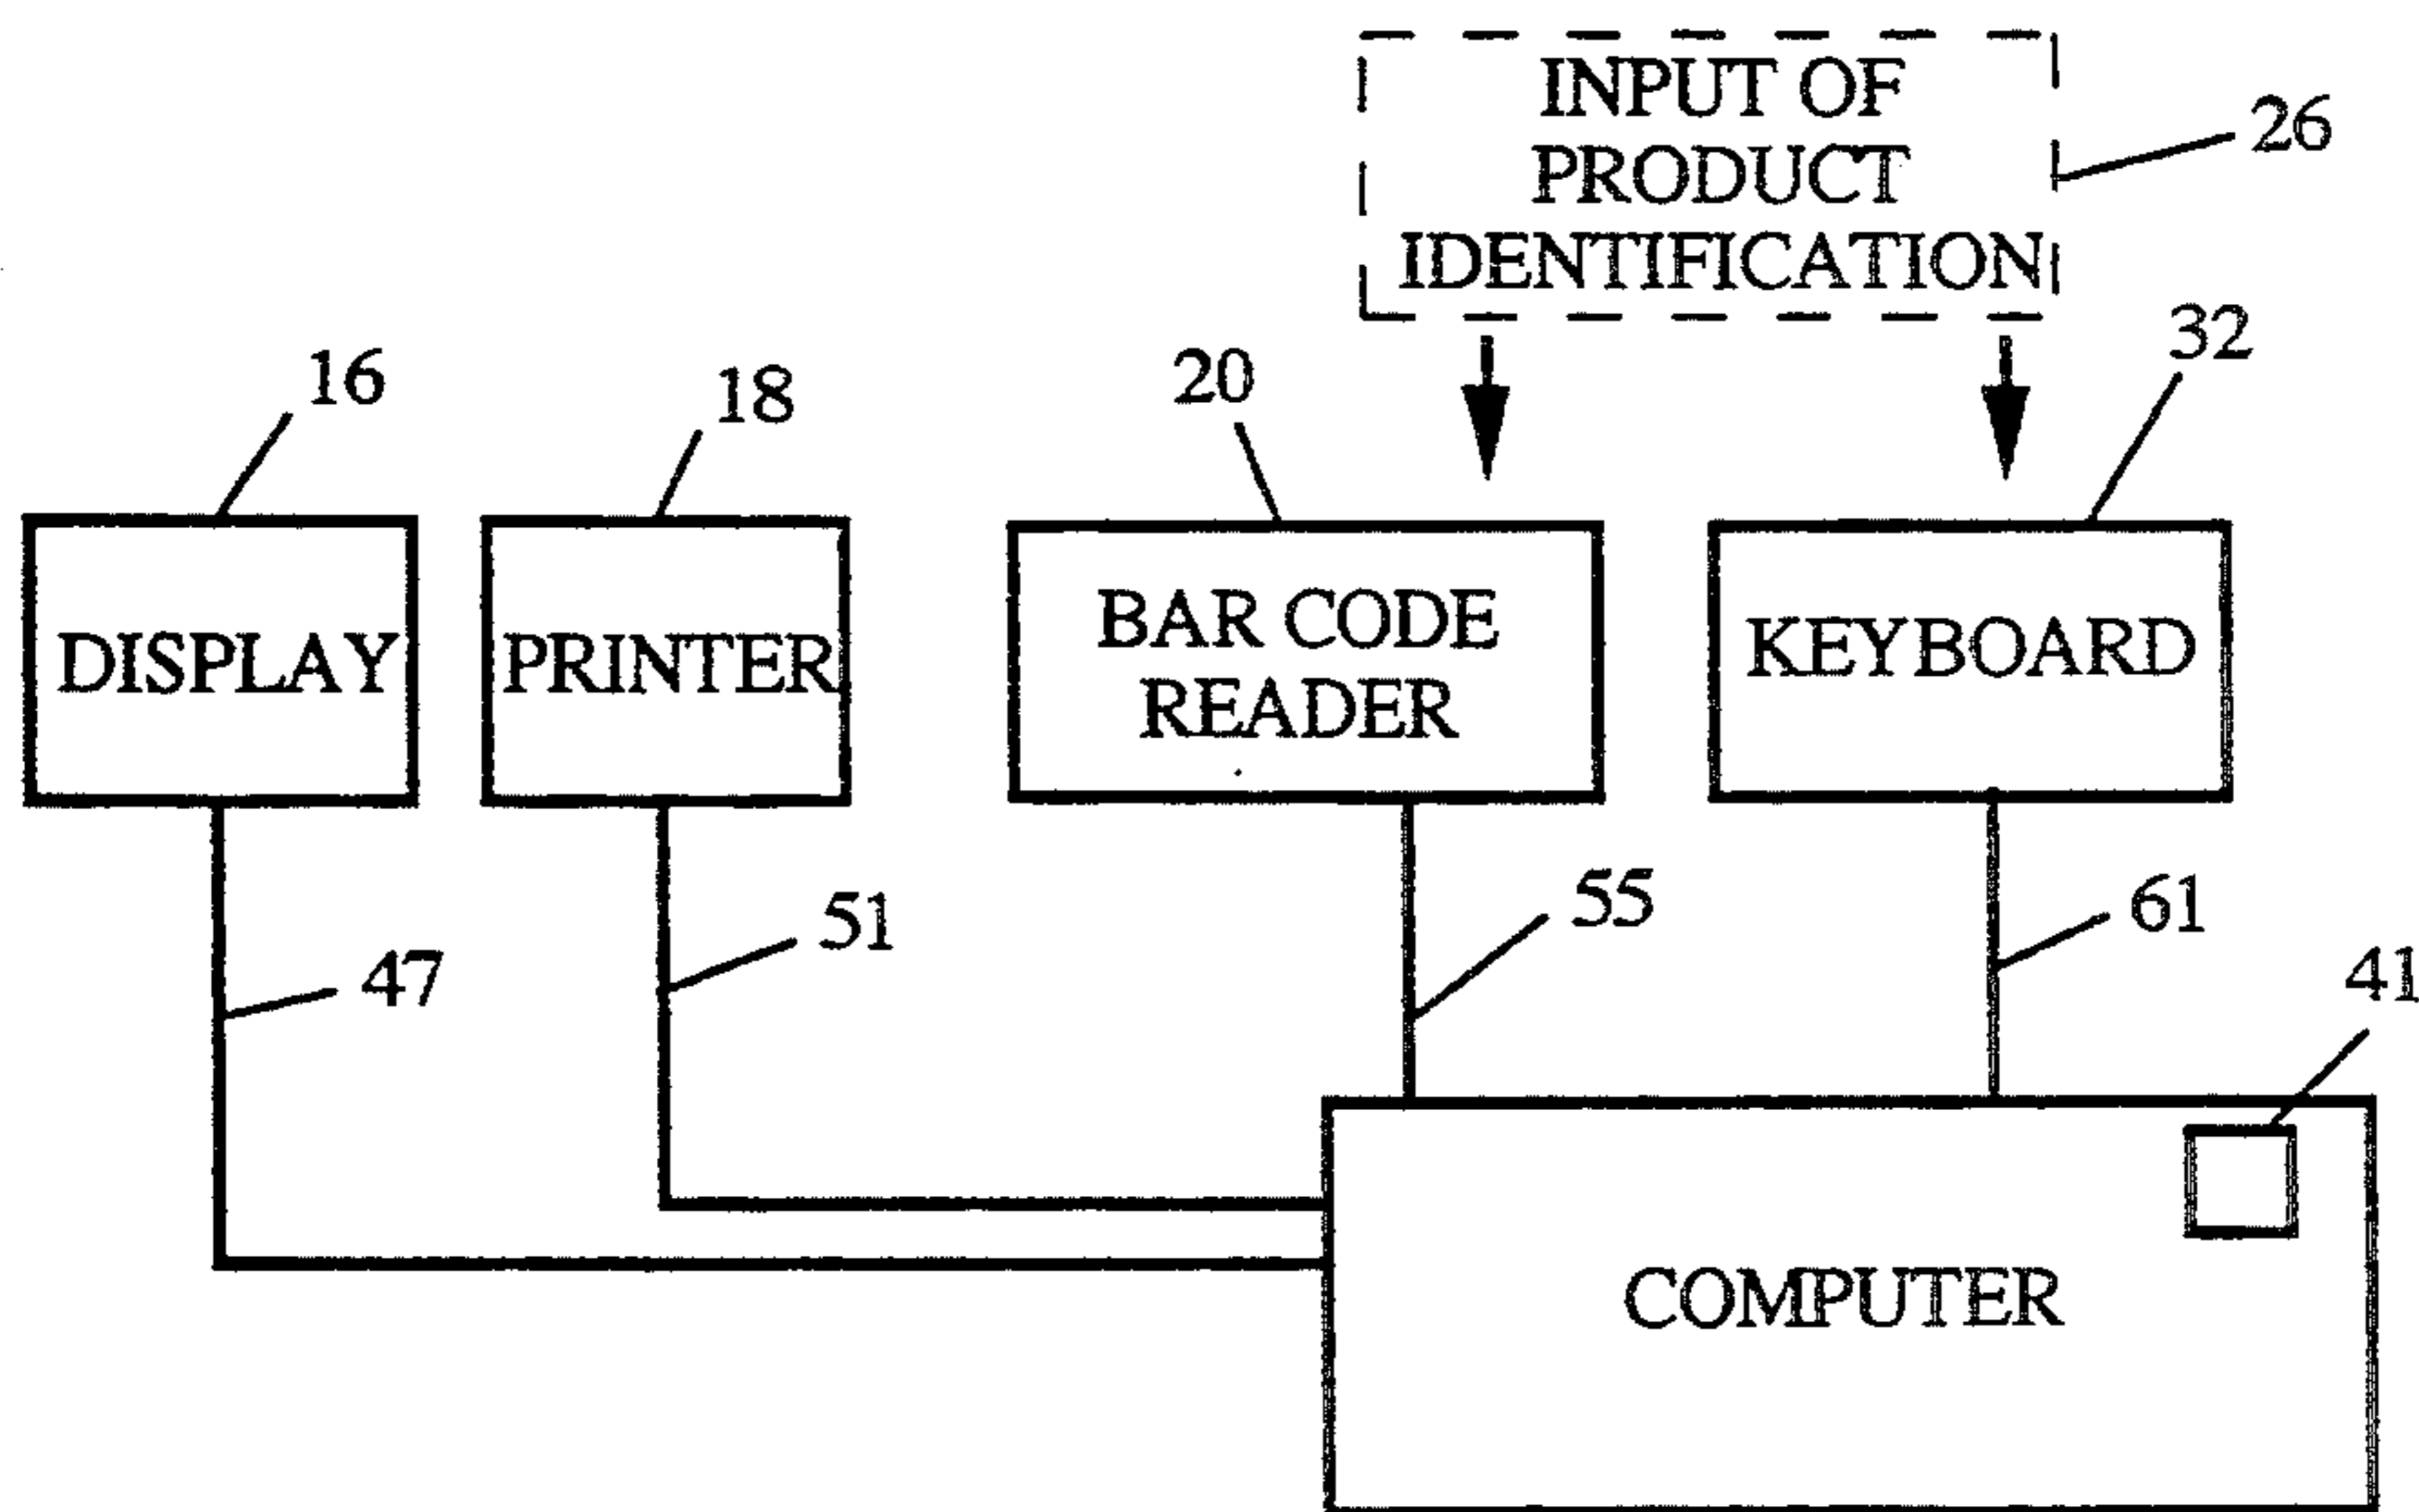 INPUT OF
PRODUCT
IDENTIFICATION
26
16
18
20
32
DISPLAY
PRINTER
BAR CODE
READER
KEYBOARD
47
51
55
61
41
COMPUTER